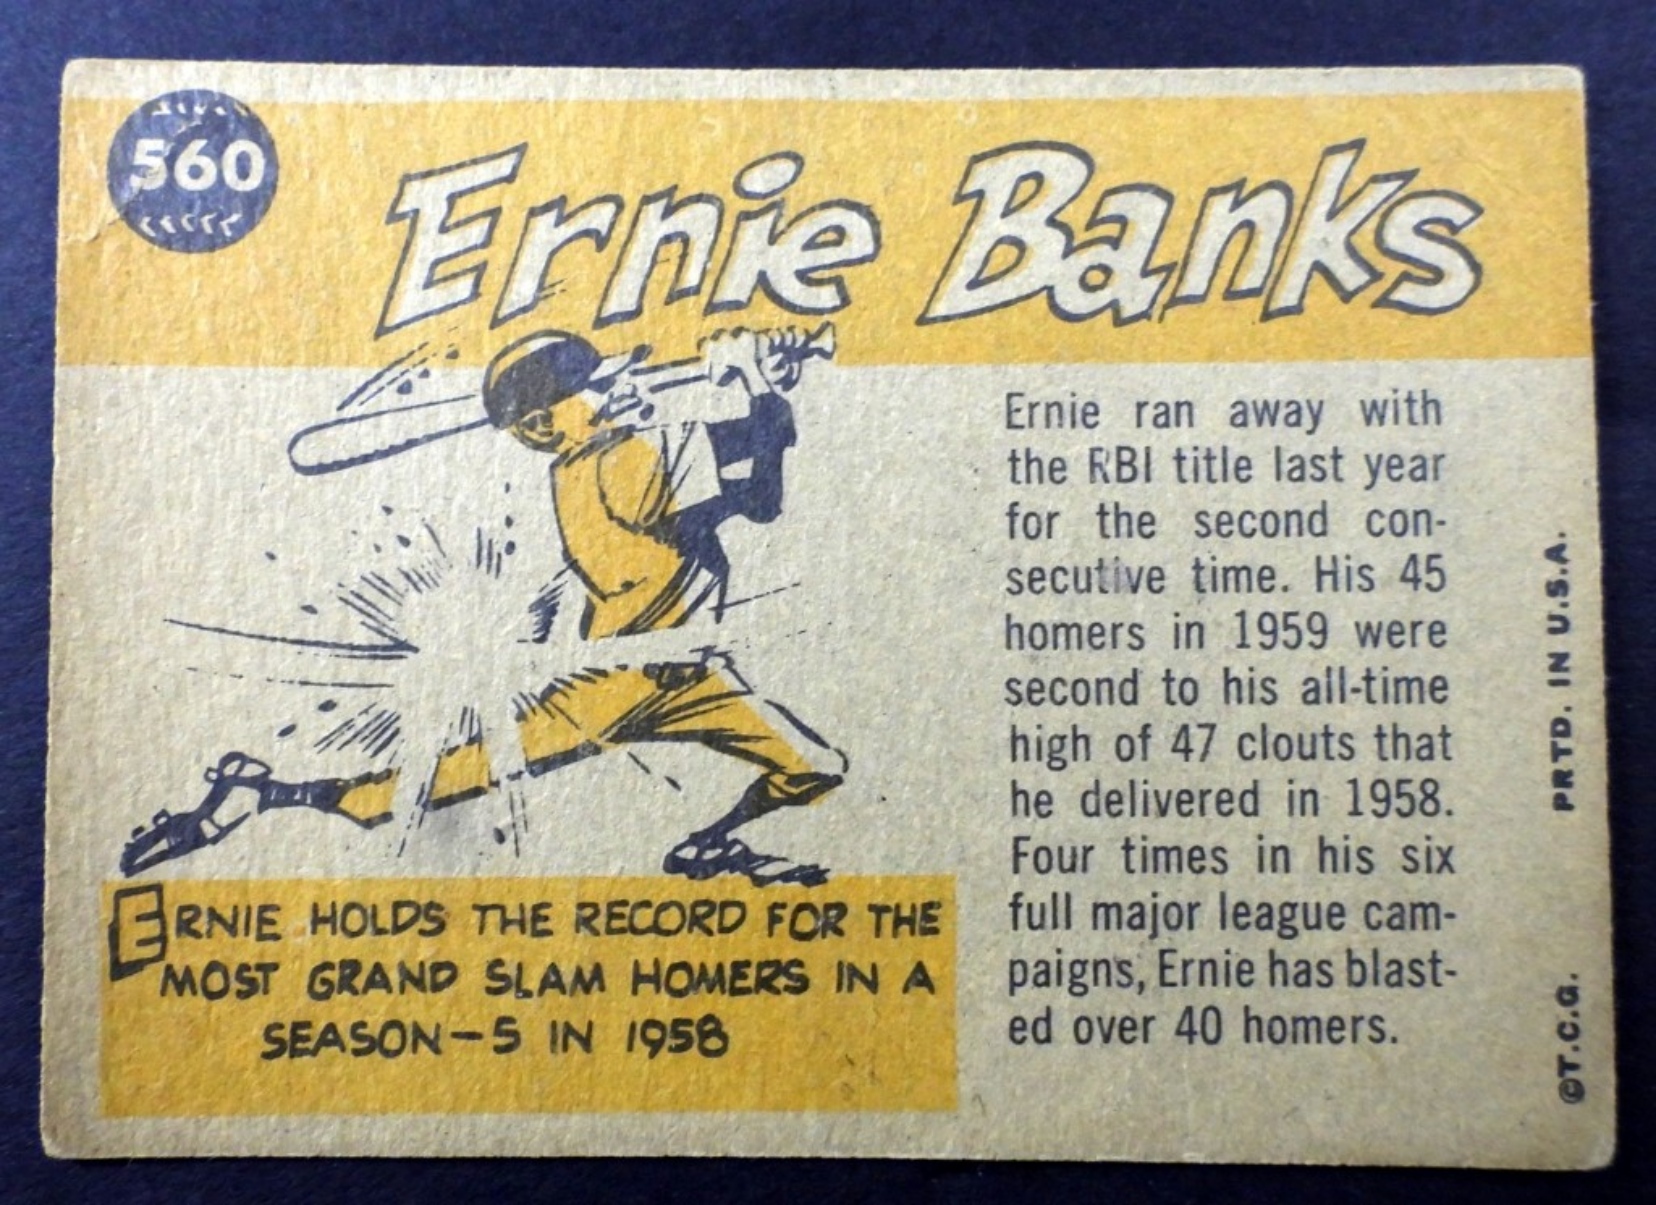 560
Ernie Banks
ERNIE HOLDS THE RECORD FOR THE
MOST GRAND SLAM HOMERS IN A
SEASON—5 IN 1958
Ernie ran away with
the RBI title last year
for the second con-
secutive time. His 45
homers in 1959 were
second to his all-time
high of 47 clouts that
he delivered in 1958.
Four times in his six
full major league cam-
paigns, Ernie has blast-
ed over 40 homers.
©T.C.G. PRTD. IN U.S.A.